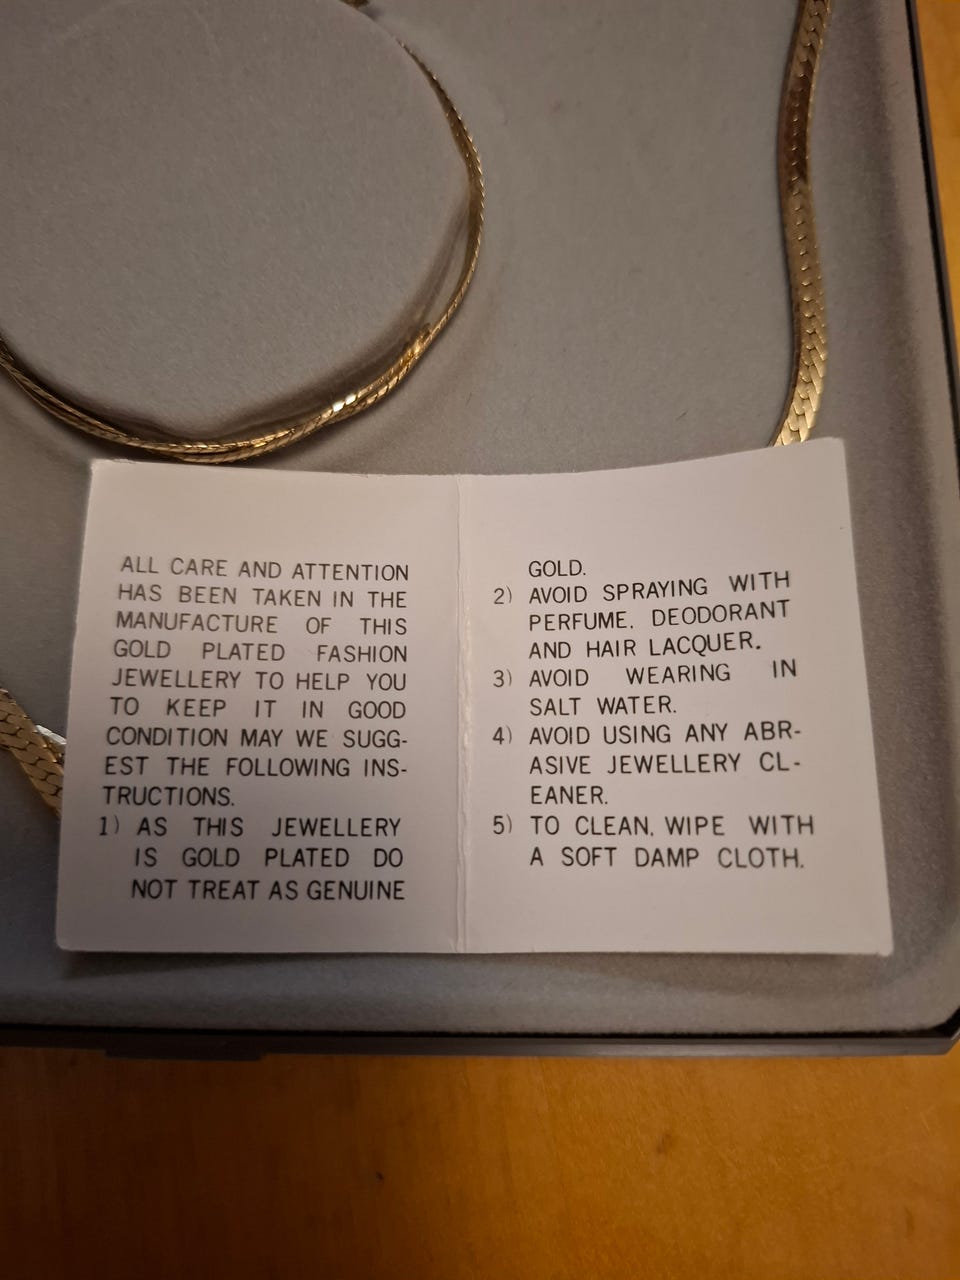 ALL CARE AND ATTENTION
HAS BEEN TAKEN IN THE
MANUFACTURE OF THIS
GOLD PLATED FASHION
JEWELLERY TO HELP YOU
TO KEEP IT IN GOOD
CONDITION MAY WE SUGG-
EST THE FOLLOWING INS-
TRUCTIONS.
1) AS THIS JEWELLERY
IS GOLD PLATED DO
NOT TREAT AS GENUINE
GOLD.
2) AVOID SPRAYING WITH
PERFUME, DEODORANT
AND HAIR LACQUER.
3) AVOID WEARING IN
SALT WATER.
4) AVOID USING ANY ABR-
ASIVE JEWELLERY CL-
EANER.
5) TO CLEAN, WIPE WITH
A SOFT DAMP CLOTH.